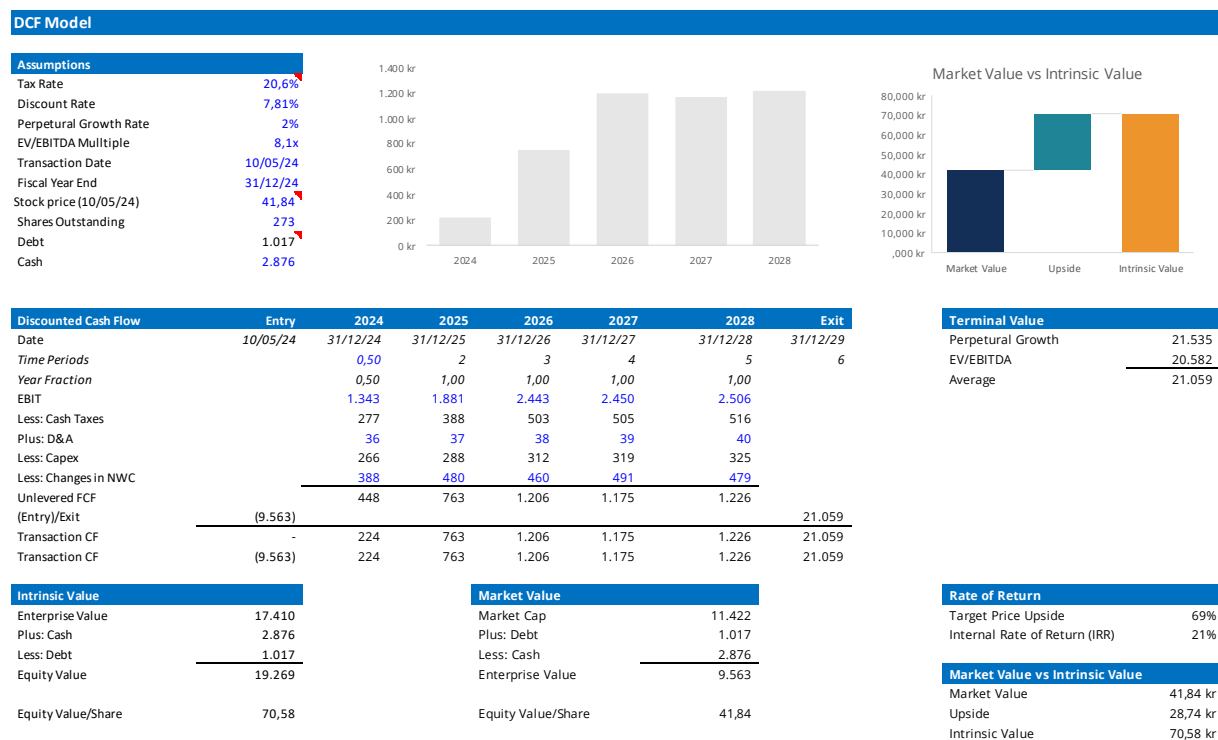 DCF Model
Assumptions
Tax Rate 20,6%
Discount Rate 7,81%
Perpetural Growth Rate 2%
EV/EBITDA Mulltiple 8,1x
Transaction Date 10/05/24
Fiscal Year End 31/12/24
Stock price (10/05/24) 41,84
Shares Outstanding 273
Debt 1.017
Cash 2.876
1.400 kr
1.200 kr
1.000 kr
800 kr
600 kr
400 kr
200 kr
0 kr
2024 2025 2026 2027 2028
Market Value vs Intrinsic Value
80,000 kr
70,000 kr
60,000 kr
50,000 kr
40,000 kr
30,000 kr
20,000 kr
10,000 kr
,000 kr
Market Value Upside Intrinsic Value
Discounted Cash Flow Entry 2024 2025 2026 2027 2028 Exit
Date 10/05/24 31/12/24 31/12/25 31/12/26 31/12/27 31/12/28 31/12/29
Time Periods 0,50 2 3 4 5 6
Year Fraction 0,50 1,00 1,00 1,00 1,00
EBIT 1.343 1.881 2.443 2.450 2.506
Less: Cash Taxes 277 388 503 505 516
Plus: D&A 36 37 38 39 40
Less: Capex 266 288 312 319 325
Less: Changes in NWC 388 480 460 491 479
Unlevered FCF 448 763 1.206 1.175 1.226
(Entry)/Exit (9.563) 21.059
Transaction CF - 224 763 1.206 1.175 1.226 21.059
Transaction CF (9.563) 224 763 1.206 1.175 1.226 21.059
Terminal Value
Perpetural Growth 21.535
EV/EBITDA 20.582
Average 21.059
Intrinsic Value
Enterprise Value 17.410
Plus: Cash 2.876
Less: Debt 1.017
Equity Value 19.269
Equity Value/Share 70,58
Market Value
Market Cap 11.422
Plus: Debt 1.017
Less: Cash 2.876
Enterprise Value 9.563
Equity Value/Share 41,84
Rate of Return
Target Price Upside 69%
Internal Rate of Return (IRR) 21%
Market Value vs Intrinsic Value
Market Value 41,84 kr
Upside 28,74 kr
Intrinsic Value 70,58 kr